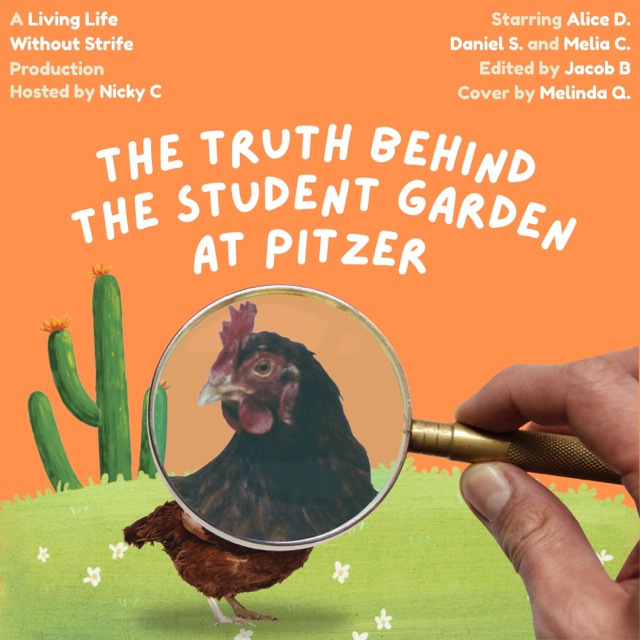 A Living Life
Without Strife
Production
Hosted by Nicky C
Starring Alice D.
Daniel S. and Melia C.
Edited by Jacob B
Cover by Melinda Q.
THE TRUTH BEHIND
THE STUDENT GARDEN
AT PITZER